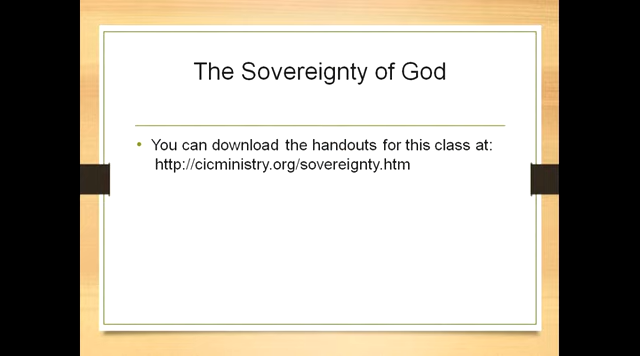 The Sovereignty of God
• You can download the handouts for this class at:
http://cicministry.org/sovereignty.htm